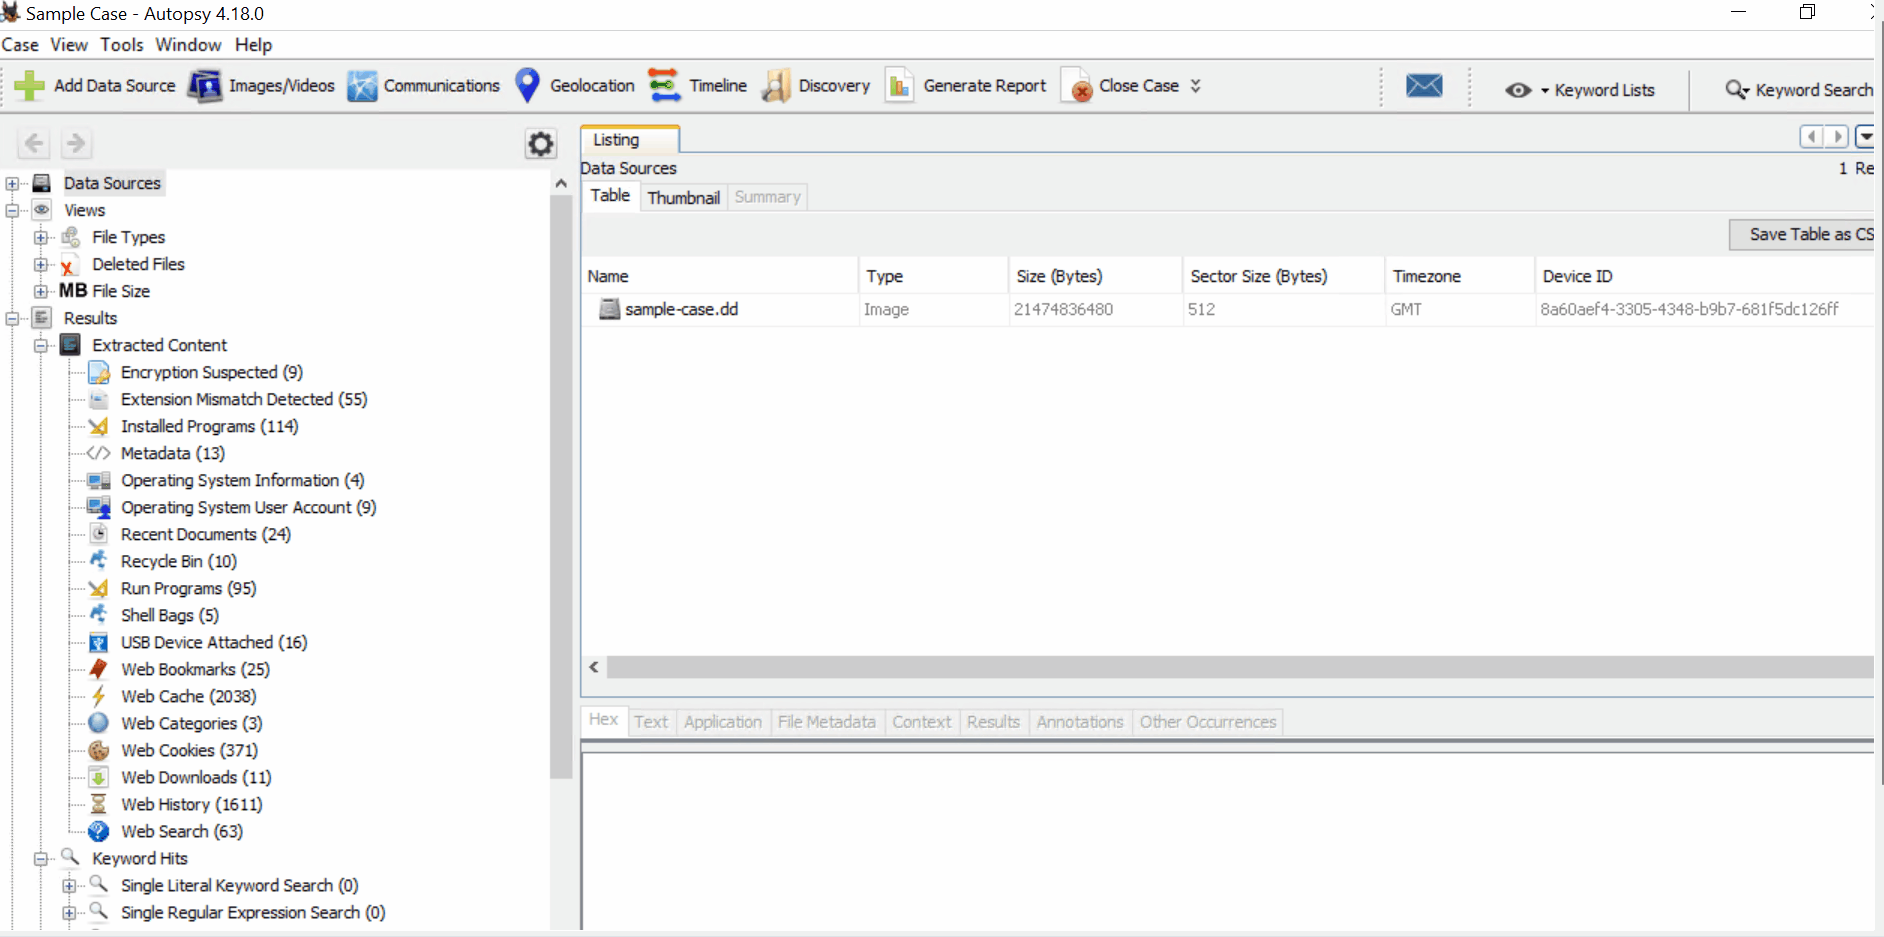 Sample Case - Autopsy 4.18.0
Case View Tools Window Help
Add Data Source Images/Videos Communications Geolocation Timeline Discovery Generate Report Close Case Keyword Lists Keyword Search
Listing
Data Sources 1 Re
Table Thumbnail Summary
Save Table as CS
Name Type Size (Bytes) Sector Size (Bytes) Timezone Device ID
sample-case.dd Image 21474836480 512 GMT 8a60aef4-3305-4348-b9b7-681f5dc126ff
Data Sources
Views
File Types
Deleted Files
MB File Size
Results
Extracted Content
Encryption Suspected (9)
Extension Mismatch Detected (55)
Installed Programs (114)
Metadata (13)
Operating System Information (4)
Operating System User Account (9)
Recent Documents (24)
Recycle Bin (10)
Run Programs (95)
Shell Bags (5)
USB Device Attached (16)
Web Bookmarks (25)
Web Cache (2038)
Web Categories (3)
Web Cookies (371)
Web Downloads (11)
Web History (1611)
Web Search (63)
Keyword Hits
Single Literal Keyword Search (0)
Single Regular Expression Search (0)
Hex Text Application File Metadata Context Results Annotations Other Occurrences